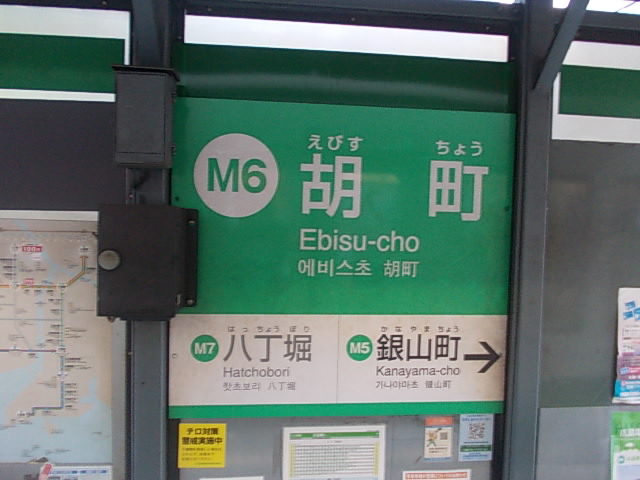 えびす ちょう
M6 胡町
Ebisu-cho
에비스초 胡町
はっちょうぼり
M7 八丁堀
Hatchobori
핫초보리 八丁堀
かなやまちょう
M5 銀山町
Kanayama-cho
가나야마초 銀山町
テロ対策
警戒実施中